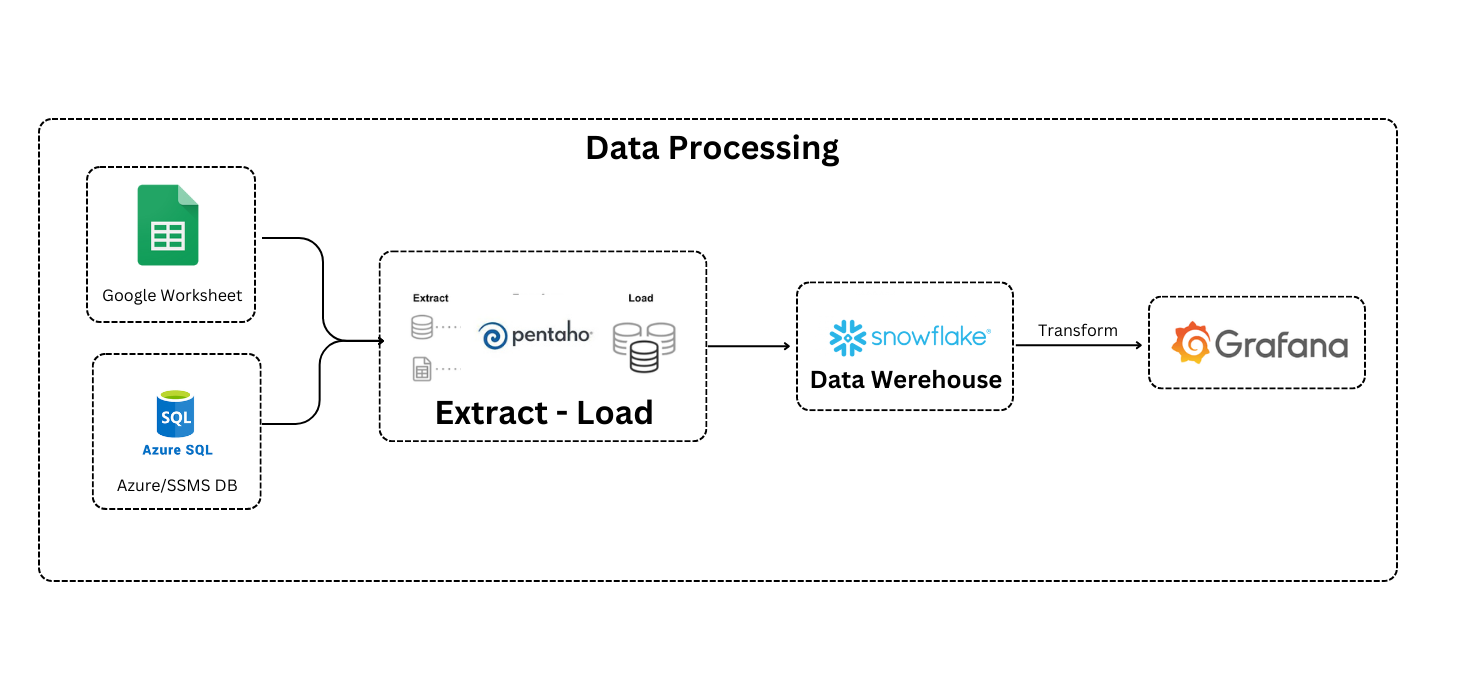 Data Processing
Google Worksheet
SQL
Azure SQL
Azure/SSMS DB
Extract
Load
pentaho
Extract - Load
snowflake®
Data Werehouse
Transform
Grafana